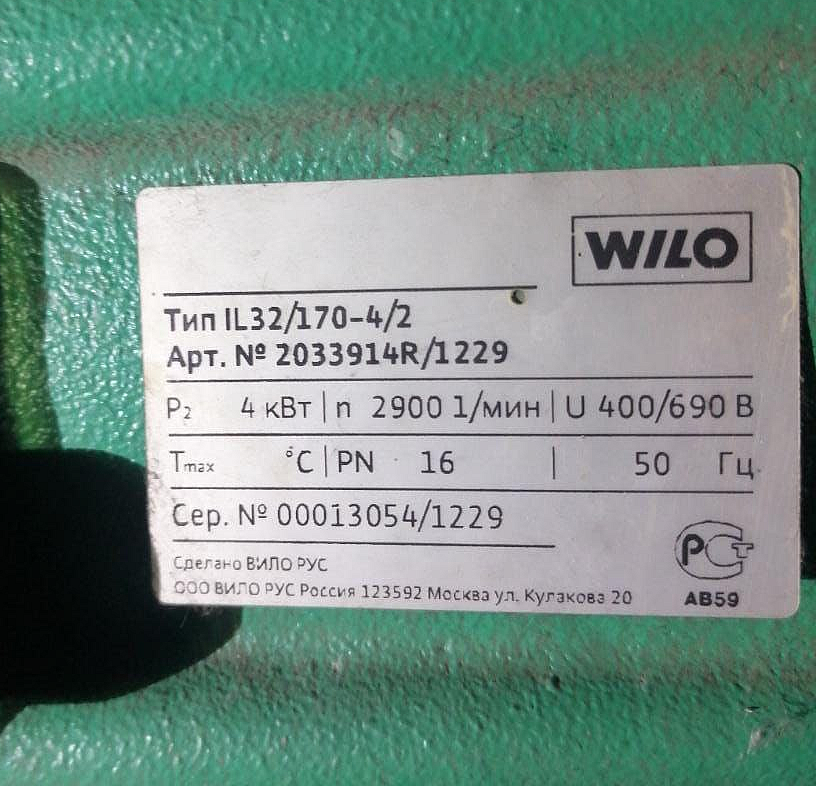 WILO
Тип IL32/170-4/2
Арт. № 2033914R/1229
P₂ 4 кВт | n 2900 1/мин | U 400/690 В
Tmax °C | PN 16 | 50 Гц
Сер. № 00013054/1229
Сделано ВИЛО РУС
ООО ВИЛО РУС Россия 123592 Москва ул. Кулакова 20
РСТ
АВ59